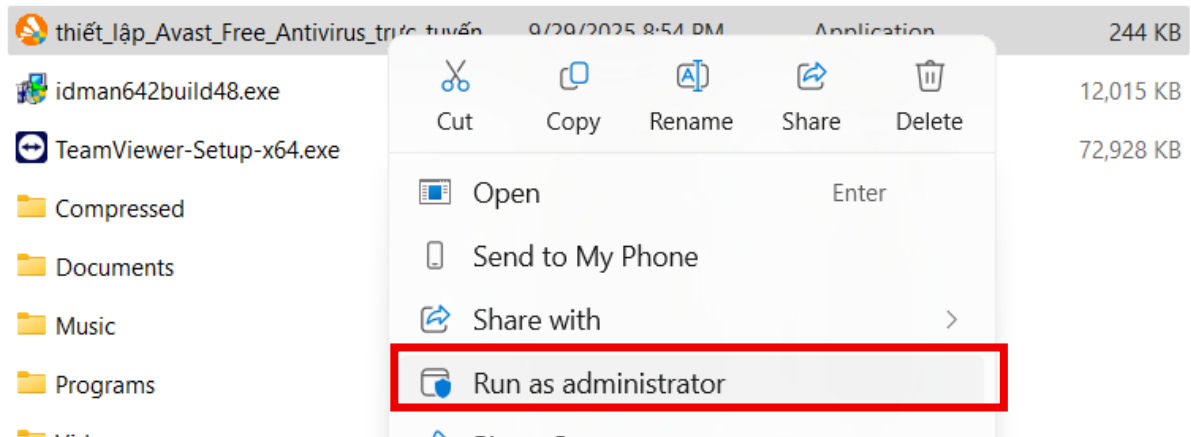 thiết_lập_Avast_Free_Antivirus_trực_tuyến 9/29/2025 8:54 PM Application 244 KB
Cut Copy Rename Share Delete
idman642build48.exe 12,015 KB
TeamViewer-Setup-x64.exe 72,928 KB
Compressed
Documents
Music
Programs
Open Enter
Send to My Phone
Share with
Run as administrator